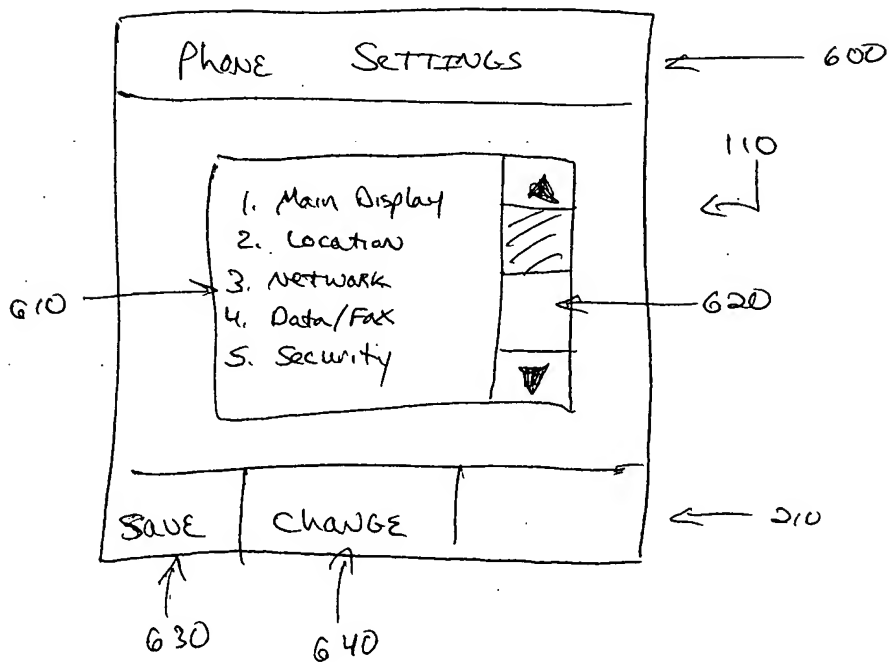 Phone Settings
600
110
1. Main Display
2. Location
3. Network
4. Data/Fax
5. Security
610
620
Save
Change
210
630
640